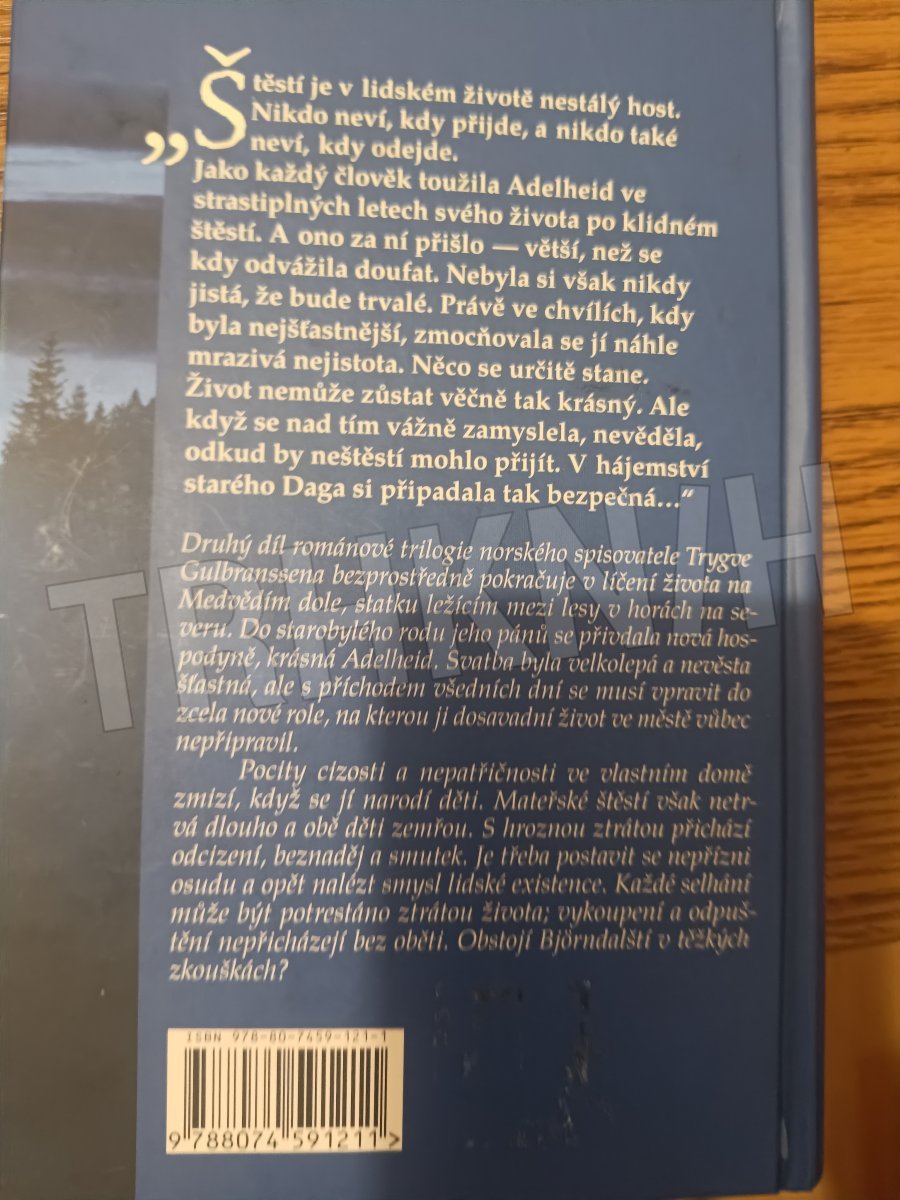 „Štěstí je v lidském životě nestálý host.
Nikdo neví, kdy přijde, a nikdo také
neví, kdy odejde.
Jako každý člověk toužila Adelheid ve
strastiplných letech svého života po klidném
štěstí. A ono za ní přišlo — větší, než se
kdy odvážila doufat. Nebyla si však nikdy
jistá, že bude trvalé. Právě ve chvílích, kdy
byla nejšťastnější, zmocňovala se jí náhle
mrazivá nejistota. Něco se určitě stane.
Život nemůže zůstat věčně tak krásný. Ale
když se nad tím vážně zamyslela, nevěděla,
odkud by neštěstí mohlo přijít. V hájemství
starého Daga si připadala tak bezpečná...“
Druhý díl románové trilogie norského spisovatele Trygve
Gulbranssena bezprostředně pokračuje v líčení života na
Medvědím dole, statku ležícím mezi lesy v horách na se-
veru. Do starobylého rodu jeho pánů se přivdala nová hos-
podyně, krásná Adelheid. Svatba byla velkolepá a nevěsta
šťastná, ale s příchodem všedních dní se musí vpravit do
zcela nové role, na kterou ji dosavadní život ve městě vůbec
nepřipravil.
Pocity cizosti a nepatřičnosti ve vlastním domě
zmizí, když se jí narodí děti. Mateřské štěstí však netr-
vá dlouho a obě děti zemřou. S hroznou ztrátou přichází
odcizení, beznaděj a smutek. Je třeba postavit se nepřízni
osudu a opět nalézt smysl lidské existence. Každé selhání
může být potrestáno ztrátou života; vykoupení a odpuš-
tění nepřicházejí bez oběti. Obstojí Björndalští v těžkých
zkouškách?
ISBN 978-80-7459-121-1
9 788074 591211 >
TRHKNIH